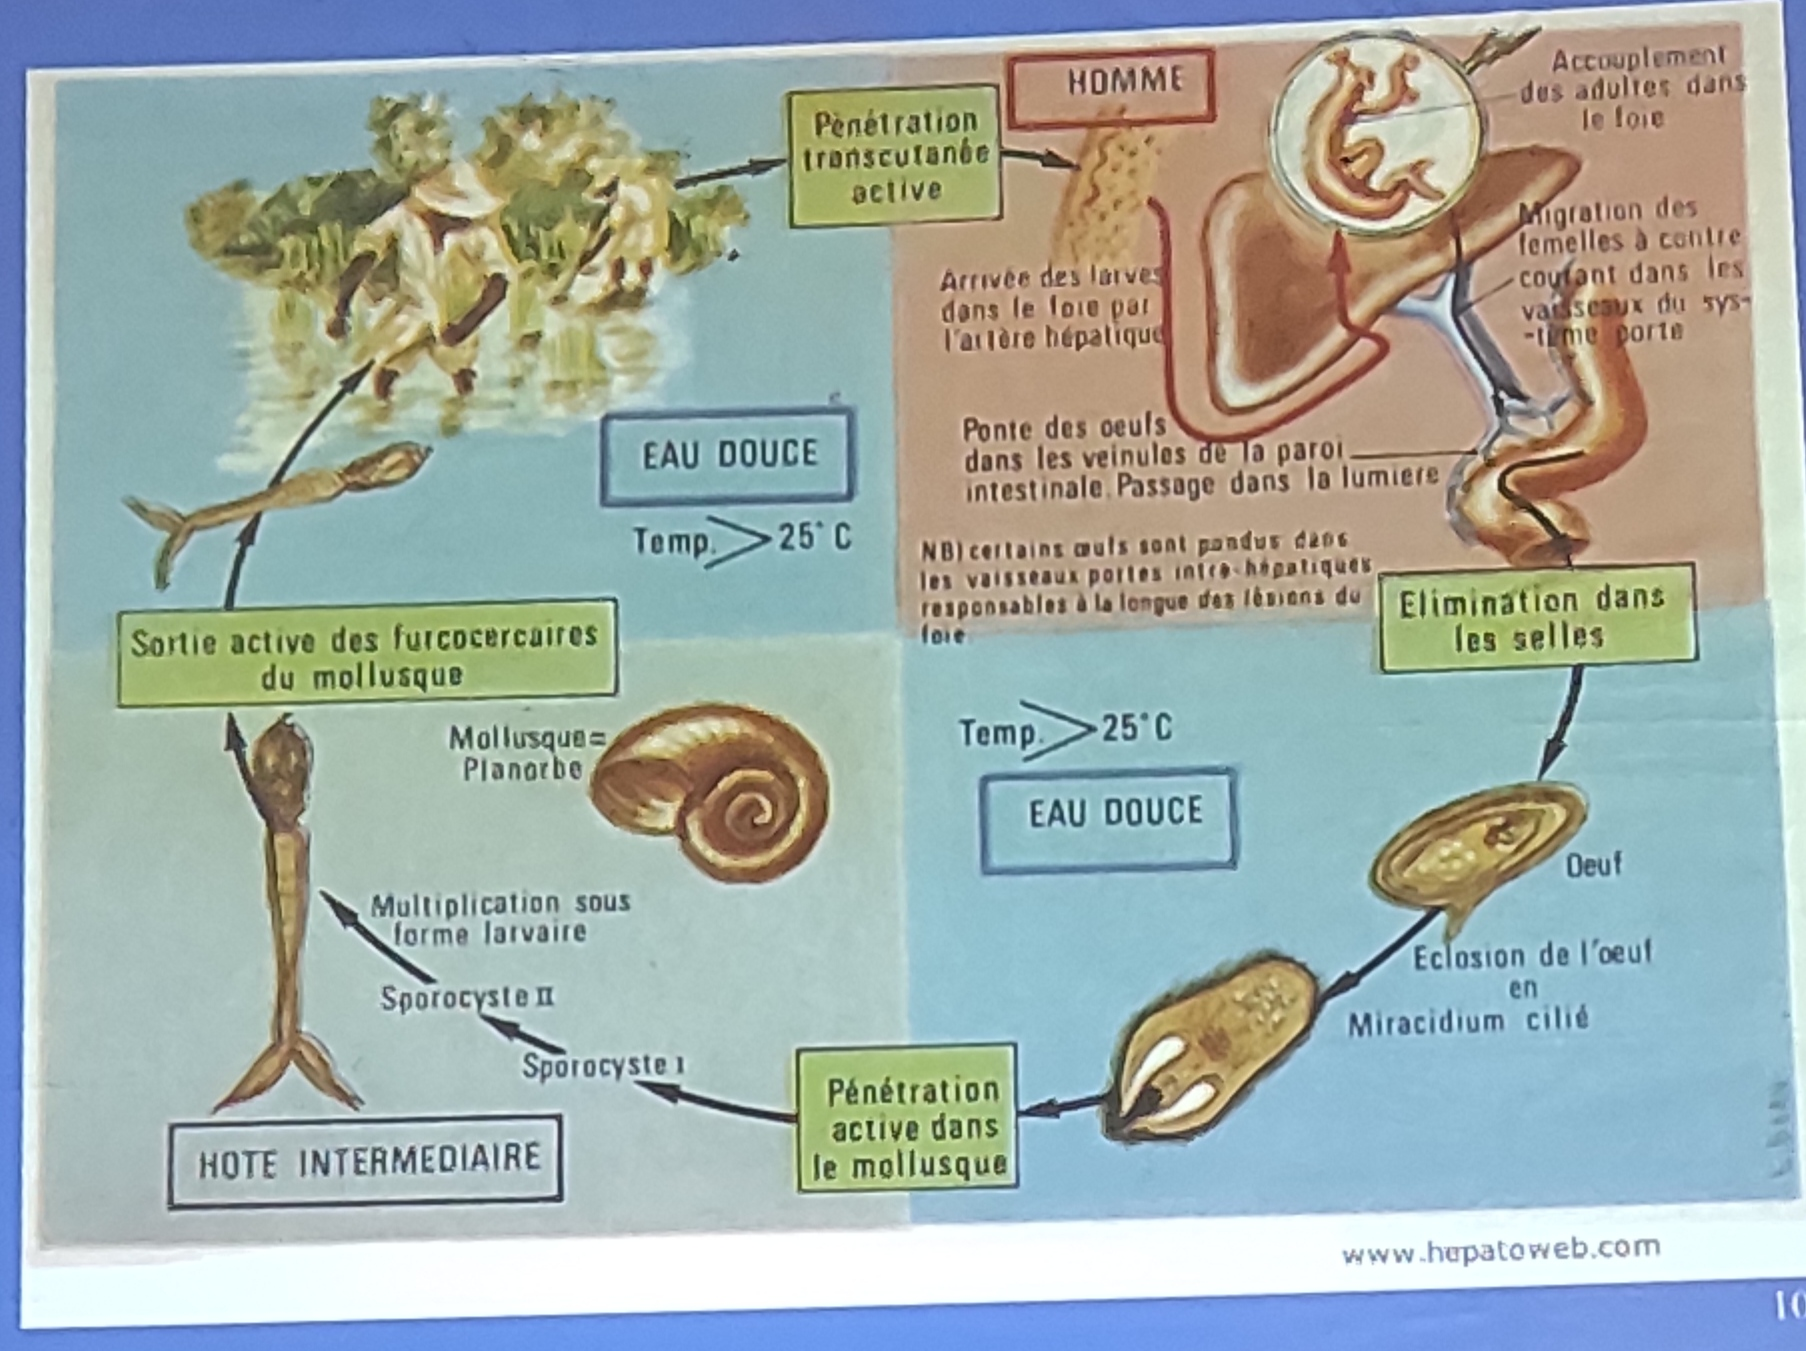 HOMME
Pénétration
transcutanée
active
Accouplement
des adultes dans
le foie
Migration des
femelles à contre
courant dans les
vaisseaux du sys-
-tème porte
Arrivée des larves
dans le foie par
l'artère hépatique
Ponte des oeufs
dans les veinules de la paroi
intestinale. Passage dans la lumiere
NB) certains œufs sont pondus dans
les vaisseaux portes intra-hépatiques
responsables à la longue des lésions du
foie
EAU DOUCE
Temp. > 25° C
Elimination dans
les selles
Sortie active des furcocercaires
du mollusque
Mollusque=
Planorbe
Temp. > 25° C
EAU DOUCE
Oeuf
Eclosion de l'oeuf
en
Miracidium cilié
Multiplication sous
forme larvaire
Sporocyste II
Sporocyste I
Pénétration
active dans
le mollusque
HOTE INTERMEDIAIRE
www.hepatoweb.com
10